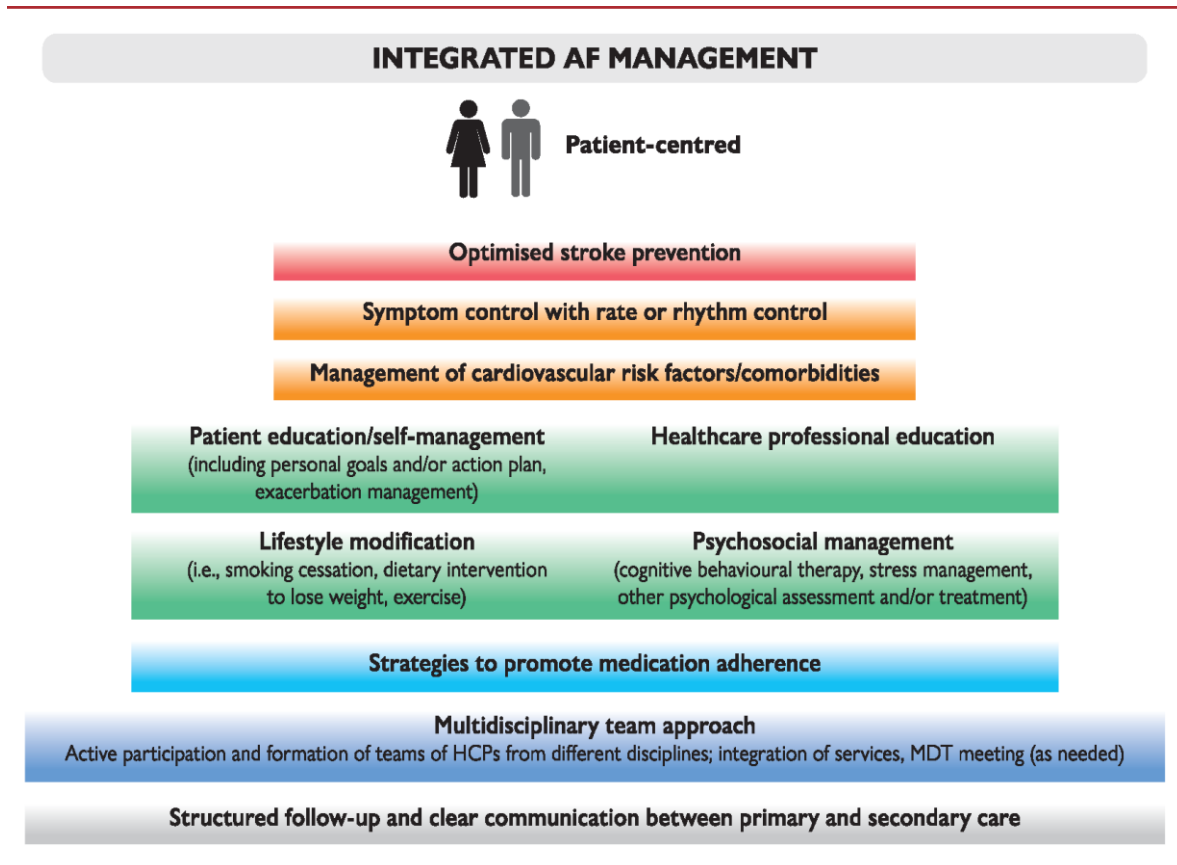 INTEGRATED AF MANAGEMENT
Patient-centred
Optimised stroke prevention
Symptom control with rate or rhythm control
Management of cardiovascular risk factors/comorbidities
Patient education/self-management
(including personal goals and/or action plan,
exacerbation management)
Healthcare professional education
Lifestyle modification
(i.e., smoking cessation, dietary intervention
to lose weight, exercise)
Psychosocial management
(cognitive behavioural therapy, stress management,
other psychological assessment and/or treatment)
Strategies to promote medication adherence
Multidisciplinary team approach
Active participation and formation of teams of HCPs from different disciplines; integration of services, MDT meeting (as needed)
Structured follow-up and clear communication between primary and secondary care